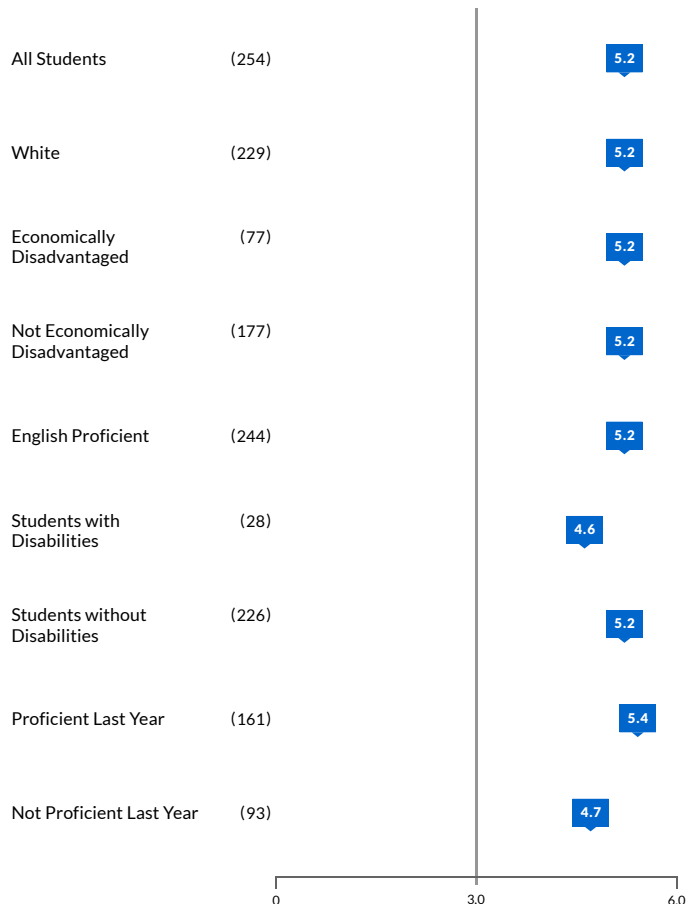 All Students (254) 5.2
White (229) 5.2
Economically (77)
Disadvantaged 5.2
Not Economically (177)
Disadvantaged 5.2
English Proficient (244) 5.2
Students with (28)
Disabilities 4.6
Students without (226)
Disabilities 5.2
Proficient Last Year (161) 5.4
Not Proficient Last Year (93) 4.7
0 3.0 6.0